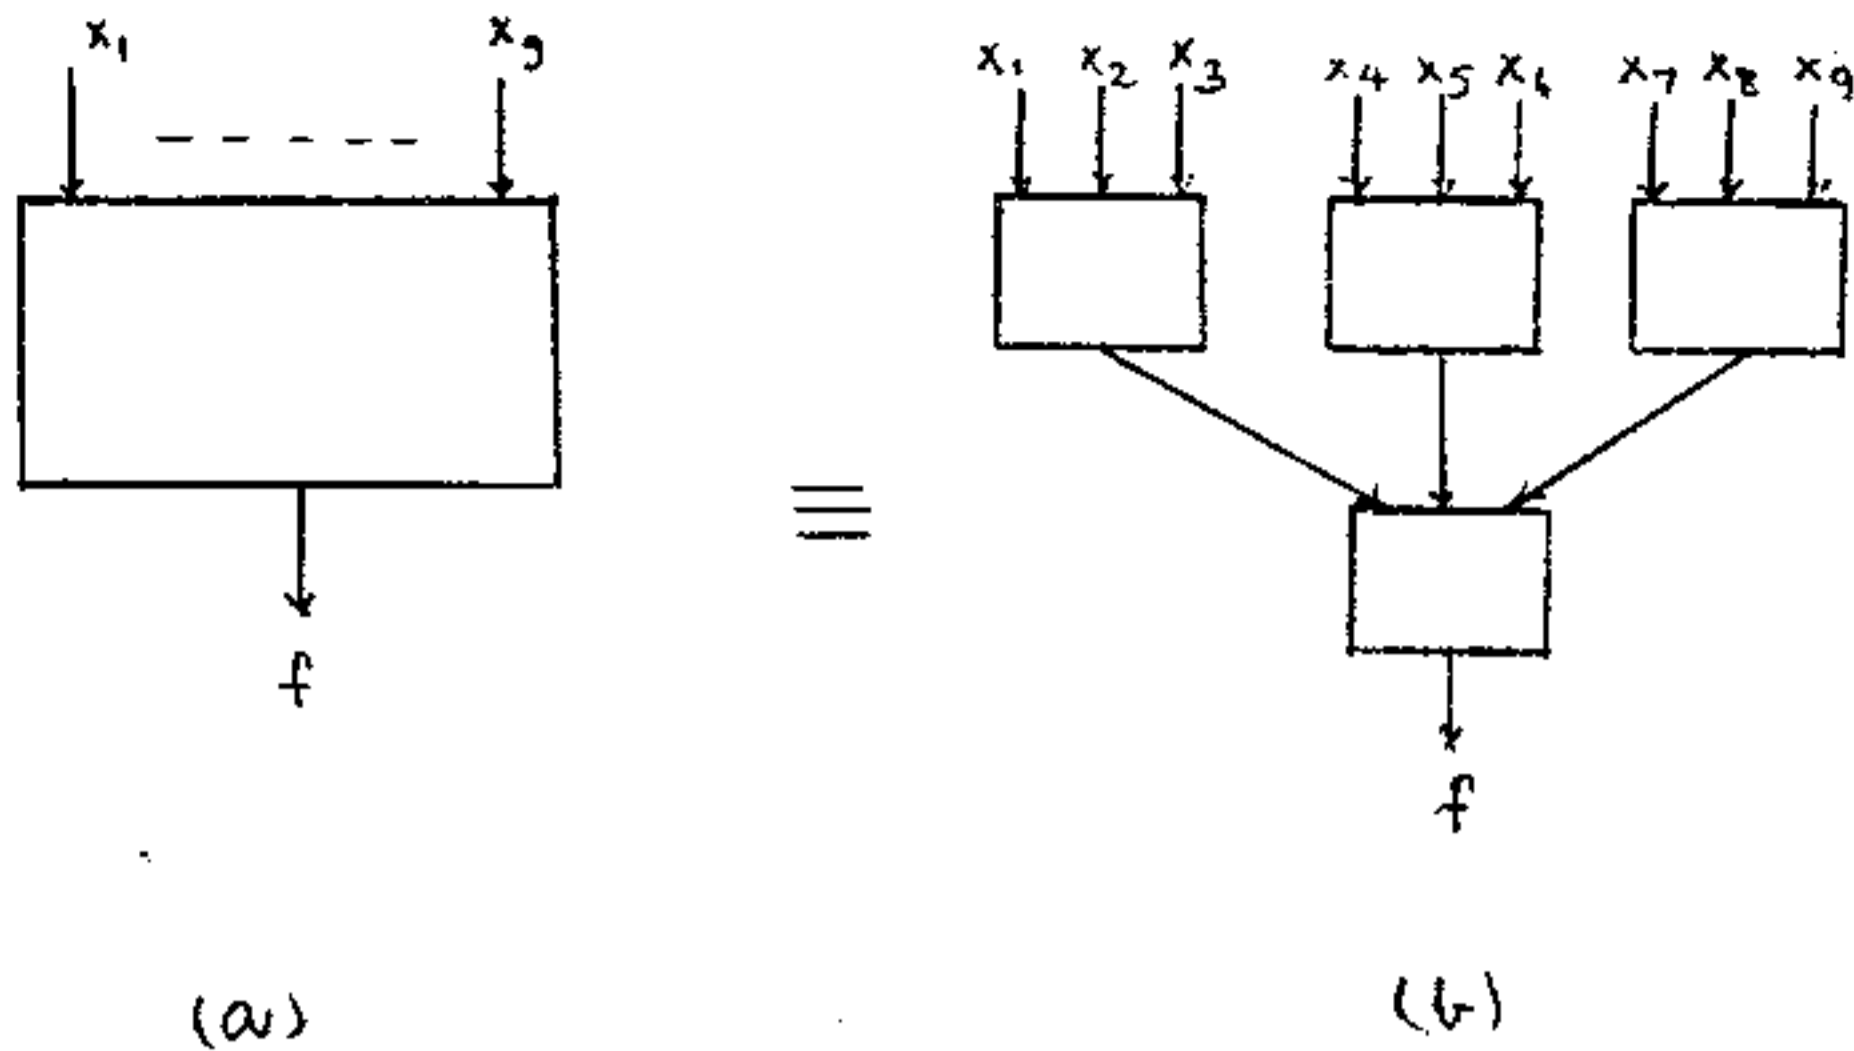 x₁ x₉
x₁ x₂ x₃ x₄ x₅ x₆ x₇ x₈ x₉
≡
f
f
(a) (b)